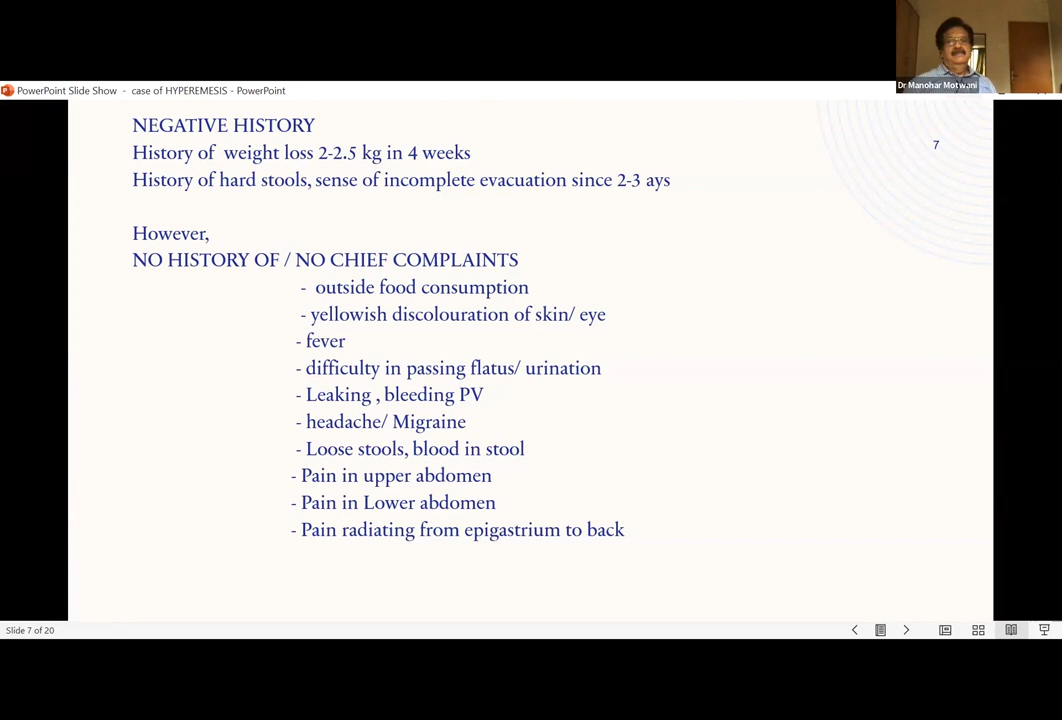 Dr Manohar Motwani
PowerPoint Slide Show - case of HYPEREMESIS - PowerPoint
NEGATIVE HISTORY
7
History of weight loss 2-2.5 kg in 4 weeks
History of hard stools, sense of incomplete evacuation since 2-3 ays
However,
NO HISTORY OF / NO CHIEF COMPLAINTS
- outside food consumption
- yellowish discolouration of skin/ eye
- fever
- difficulty in passing flatus/ urination
- Leaking , bleeding PV
- headache/ Migraine
- Loose stools, blood in stool
- Pain in upper abdomen
- Pain in Lower abdomen
- Pain radiating from epigastrium to back
Slide 7 of 20